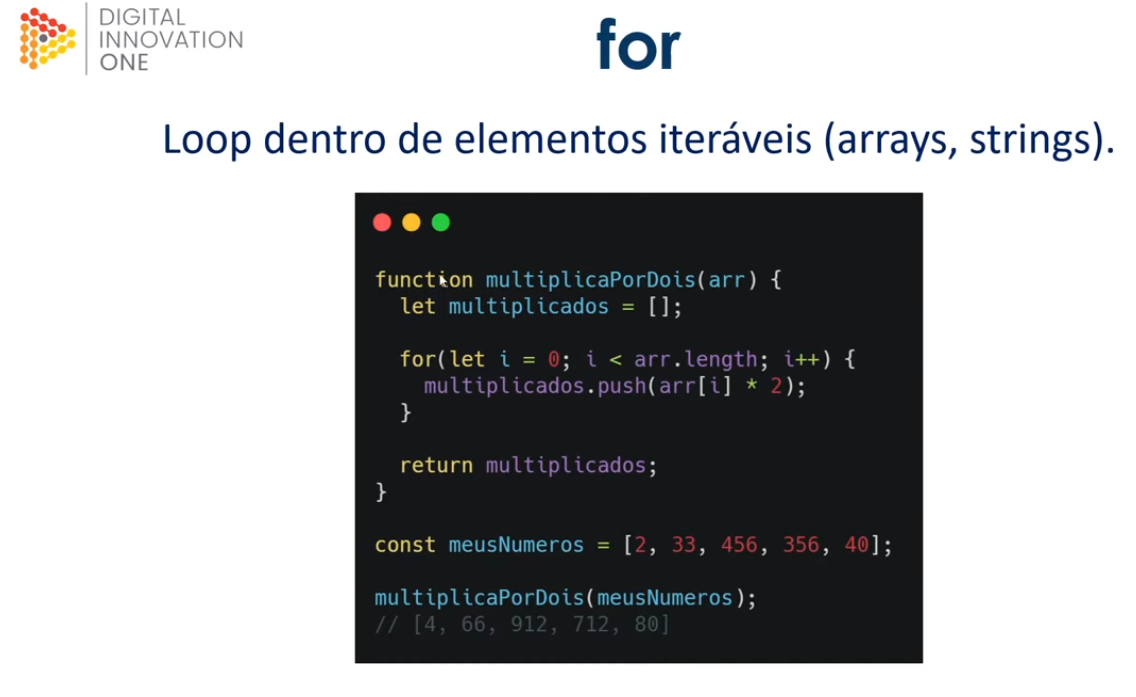 DIGITAL
INNOVATION
ONE
for
Loop dentro de elementos iteráveis (arrays, strings).
function multiplicaPorDois(arr) {
let multiplicados = [];
for(let i = 0; i < arr.length; i++) {
multiplicados.push(arr[i] * 2);
}
return multiplicados;
}
const meusNumeros = [2, 33, 456, 356, 40];
multiplicaPorDois(meusNumeros);
// [4, 66, 912, 712, 80]